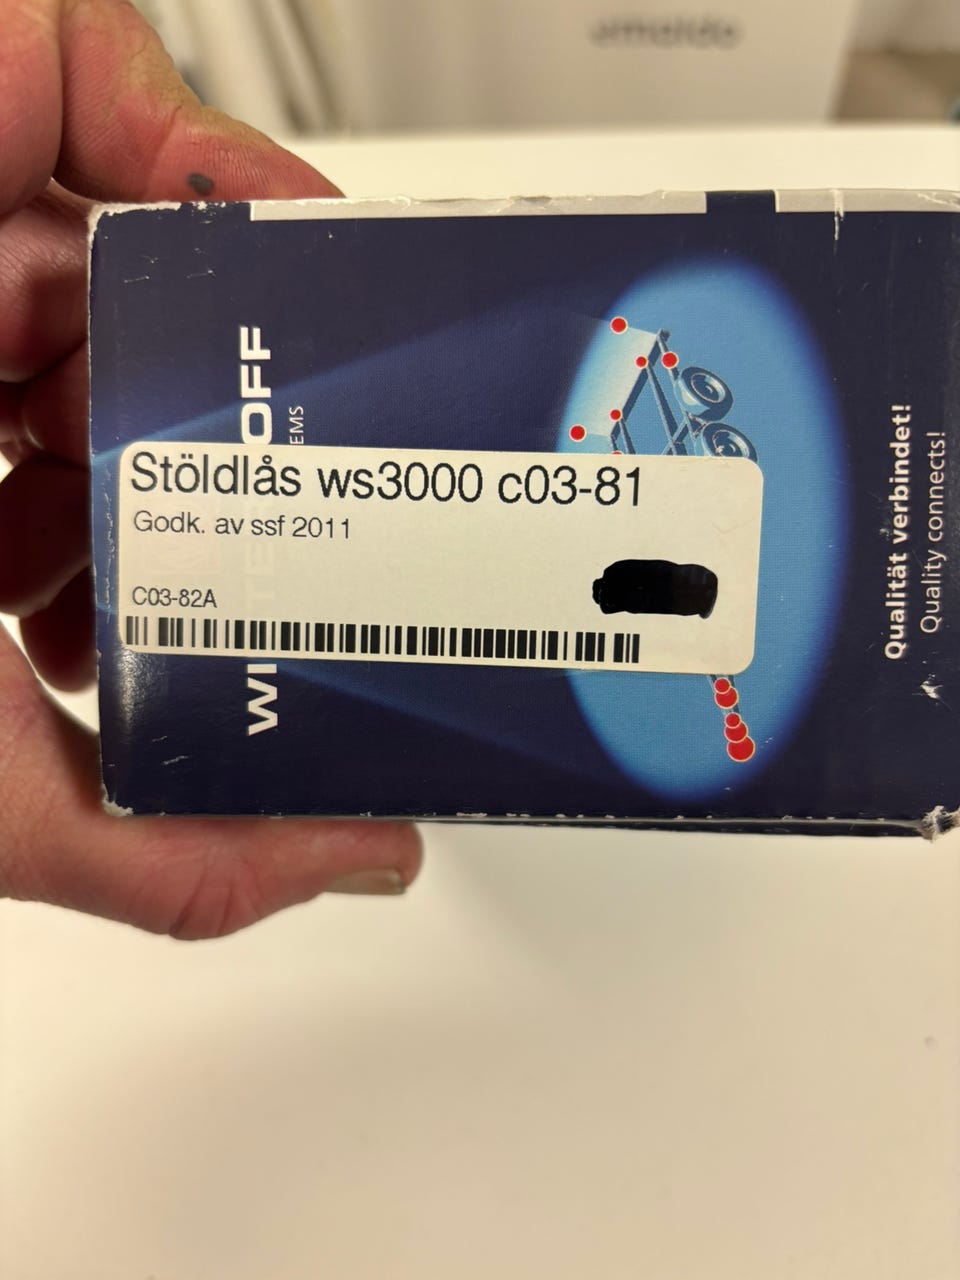 Stöldlås ws3000 c03-81
Godk. av ssf 2011
C03-82A
Qualität verbindet!
Quality connects!